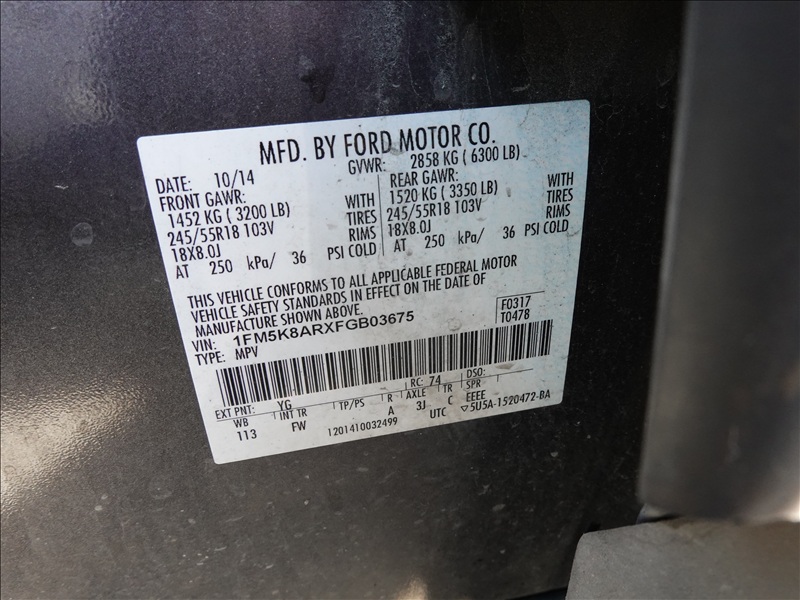 MFD. BY FORD MOTOR CO.
DATE: 10/14 GVWR: 2858 KG ( 6300 LB)
FRONT GAWR: WITH
1452 KG ( 3200 LB) TIRES
245/55R18 103V RIMS
18X8.0J
AT 250 kPa/ 36 PSI COLD
REAR GAWR: WITH
1520 KG ( 3350 LB) TIRES
245/55R18 103V RIMS
18X8.0J
AT 250 kPa/ 36 PSI COLD
THIS VEHICLE CONFORMS TO ALL APPLICABLE FEDERAL MOTOR
VEHICLE SAFETY STANDARDS IN EFFECT ON THE DATE OF
MANUFACTURE SHOWN ABOVE.
VIN: 1FM5K8ARXFGB03675
TYPE: MPV
F0317
T0478
EXT PNT: YG RC: 74 DSO:
WB INT TR TP/PS R AXLE TR SPR
113 FW A 3J C EEEE
1201410032499 UTC ▽5U5A-1520472-BA